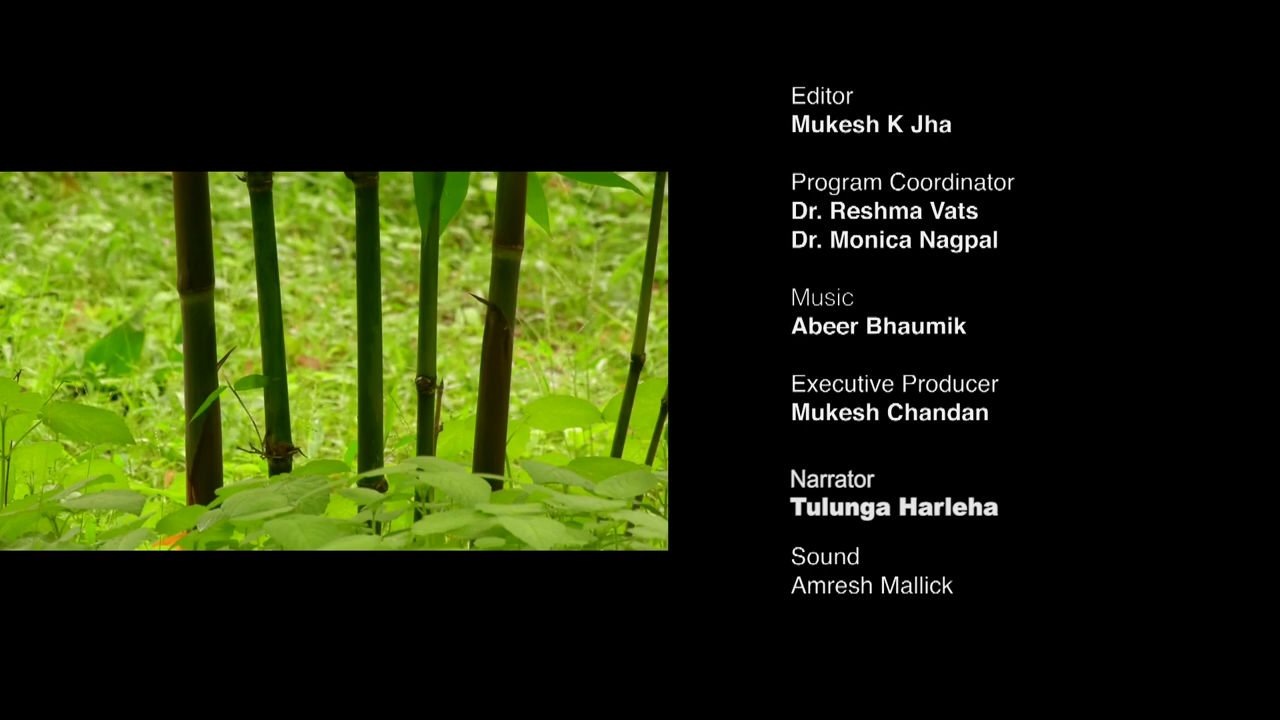 Editor
Mukesh K Jha
Program Coordinator
Dr. Reshma Vats
Dr. Monica Nagpal
Music
Abeer Bhaumik
Executive Producer
Mukesh Chandan
Narrator
Tulunga Harleha
Sound
Amresh Mallick